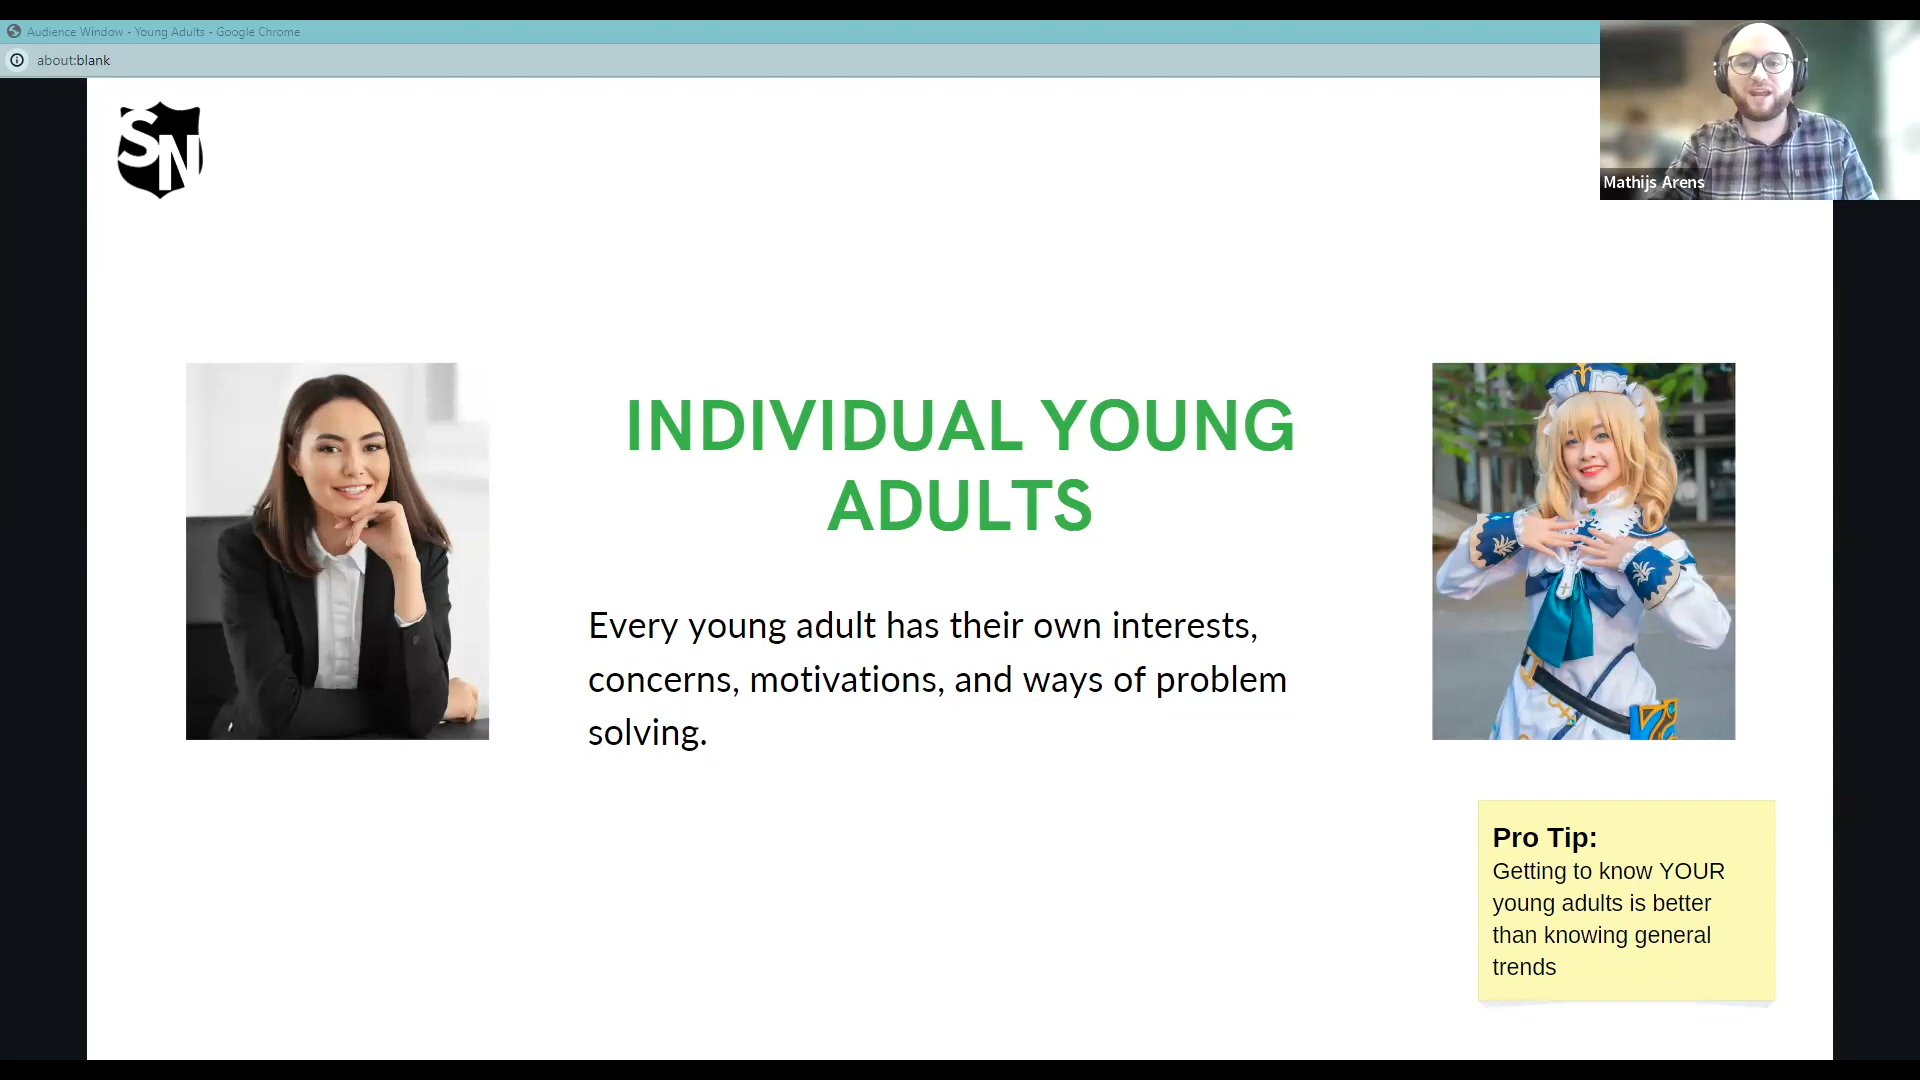 Audience Window - Young Adults - Google Chrome
about:blank
SN
Mathijs Arens
INDIVIDUAL YOUNG
ADULTS
Every young adult has their own interests,
concerns, motivations, and ways of problem
solving.
Pro Tip:
Getting to know YOUR
young adults is better
than knowing general
trends